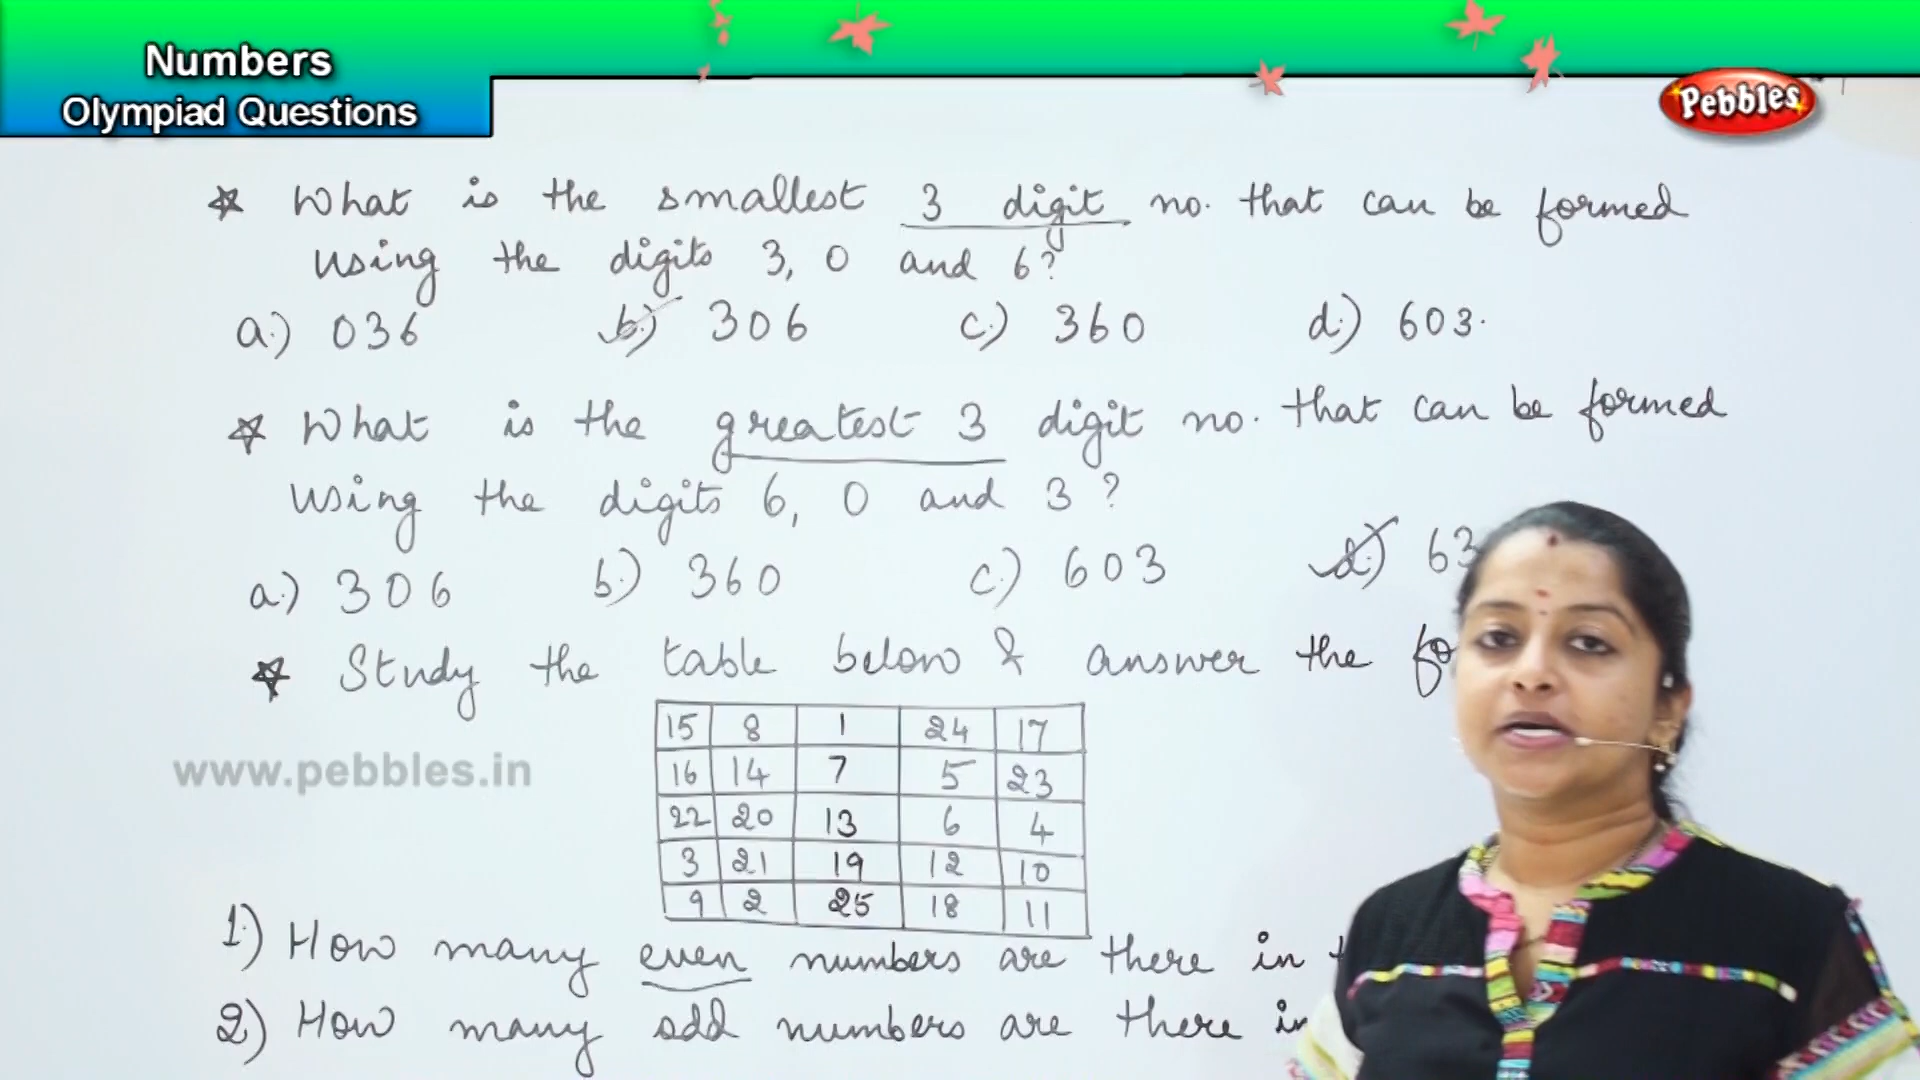 Numbers
Olympiad Questions
Pebbles
☆ What is the smallest 3 digit no. that can be formed
using the digits 3, 0 and 6?
a.) 036 b.) 306 c.) 360 d.) 603.
☆ What is the greatest 3 digit no. that can be formed
using the digits 6, 0 and 3?
a.) 306 b.) 360 c.) 603 d.) 63
☆ Study the table below & answer the fo
15 8 1 24 17
16 14 7 5 23
22 20 13 6 4
3 21 19 12 10
9 2 25 18 11
www.pebbles.in
1.) How many even numbers are there in t
2.) How many odd numbers are there in